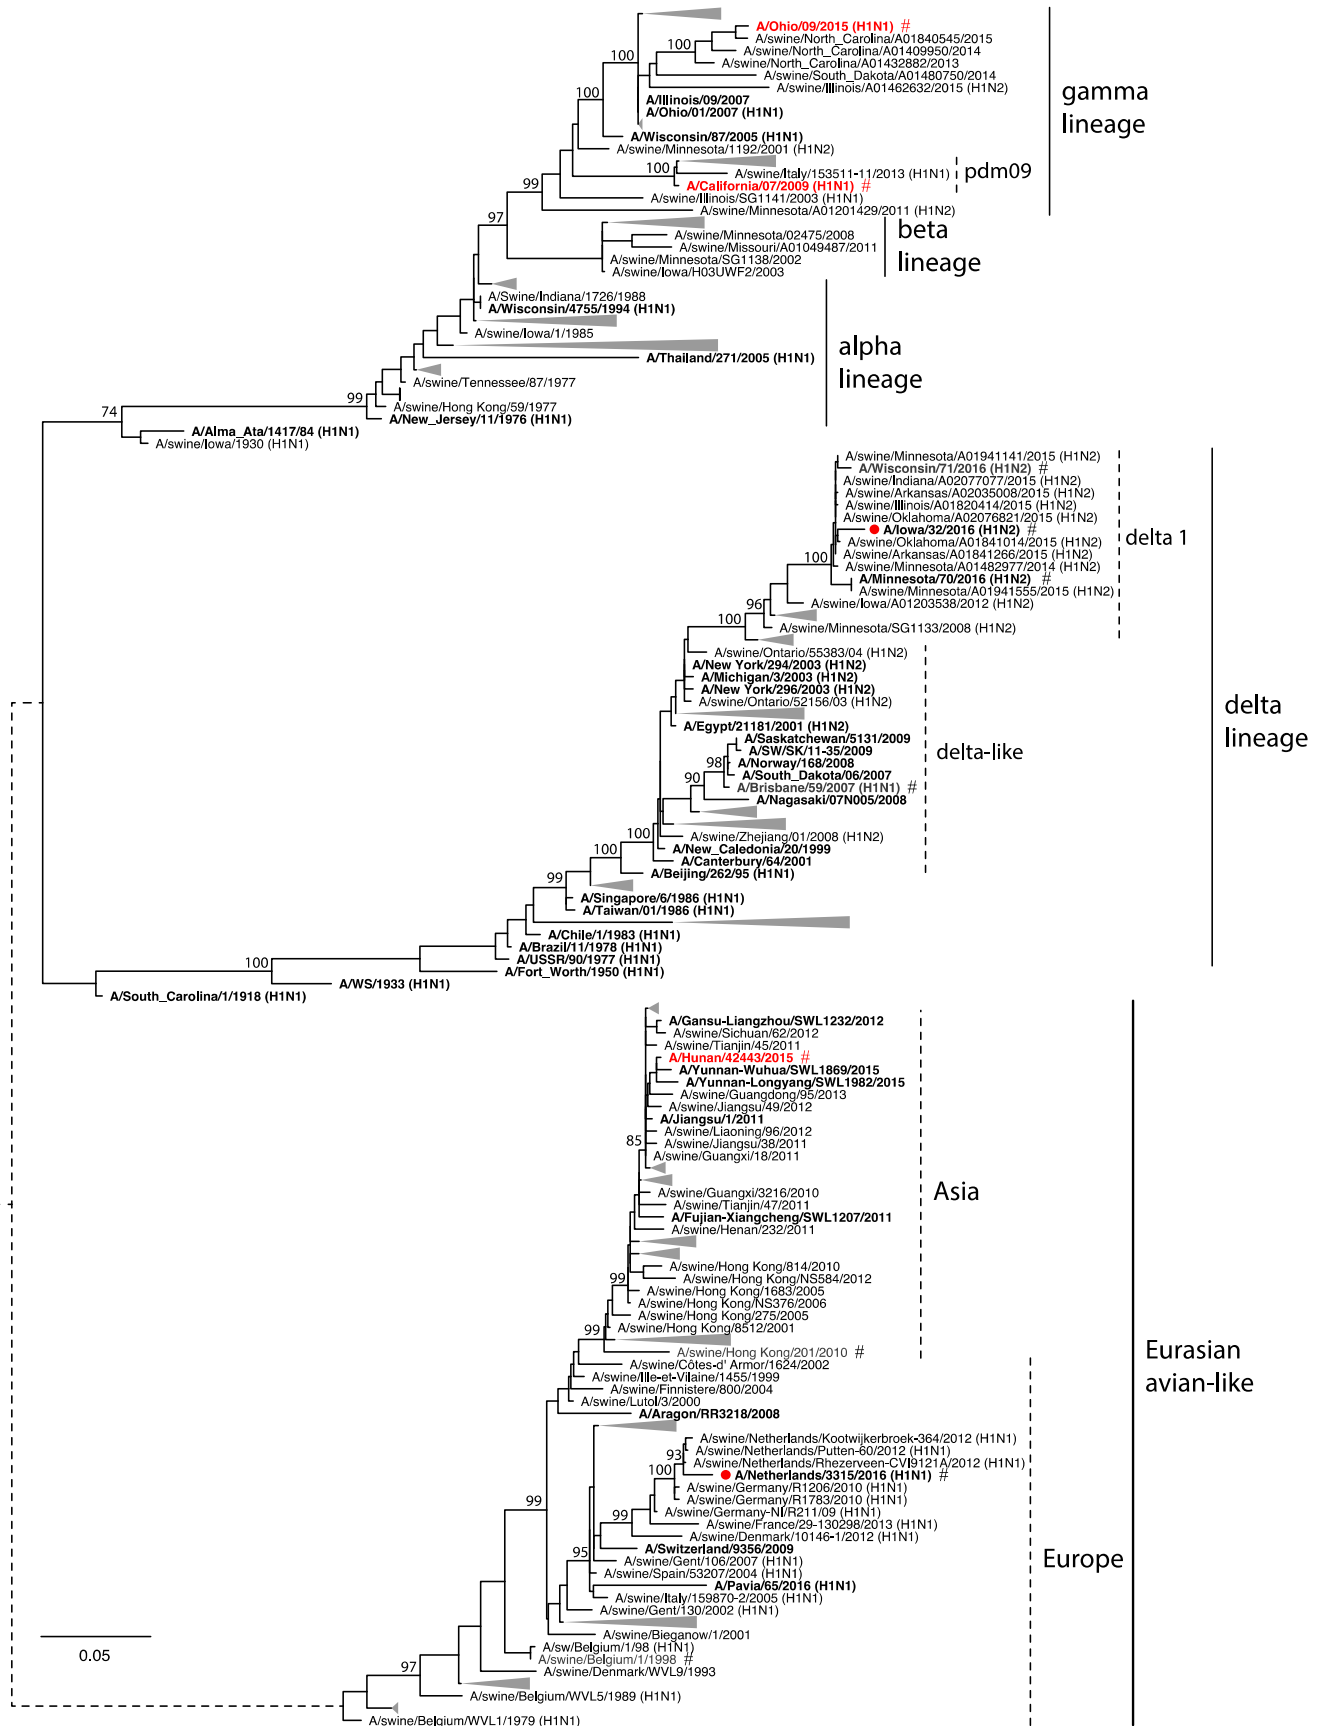 A/Ohio/09/2015 (H1N1) #
A/swine/North_Carolina/A01840545/2015
100
A/swine/North_Carolina/A01409950/2014
100
A/swine/North_Carolina/A01432882/2013
A/swine/South_Dakota/A01480750/2014
A/swine/Illinois/A01462632/2015 (H1N2)
gamma
lineage
100
A/Illinois/09/2007
A/Ohio/01/2007 (H1N1)
A/Wisconsin/87/2005 (H1N1)
A/swine/Minnesota/1192/2001 (H1N2)
100
A/swine/Italy/153511-11/2013 (H1N1)
pdm09
A/California/07/2009 (H1N1) #
99
A/swine/Illinois/SG1141/2003 (H1N1)
A/swine/Minnesota/A01201429/2011 (H1N2)
97
A/swine/Minnesota/02475/2008
A/swine/Missouri/A01049487/2011
A/swine/Minnesota/SG1138/2002
A/swine/Iowa/H03UWF2/2003
beta
lineage
A/Swine/Indiana/1726/1988
A/Wisconsin/4755/1994 (H1N1)
A/swine/Iowa/1/1985
A/Thailand/271/2005 (H1N1)
alpha
lineage
A/swine/Tennessee/87/1977
99
A/swine/Hong Kong/59/1977
A/New_Jersey/11/1976 (H1N1)
74
A/Alma_Ata/1417/84 (H1N1)
A/swine/Iowa/1930 (H1N1)
A/swine/Minnesota/A01941141/2015 (H1N2)
A/Wisconsin/71/2016 (H1N2) #
A/swine/Indiana/A02077077/2015 (H1N2)
A/swine/Arkansas/A02035008/2015 (H1N2)
A/swine/Illinois/A01820414/2015 (H1N2)
A/swine/Oklahoma/A02076821/2015 (H1N2)
A/Iowa/32/2016 (H1N2) #
delta 1
A/swine/Oklahoma/A01841014/2015 (H1N2)
100
A/swine/Arkansas/A01841266/2015 (H1N2)
A/swine/Minnesota/A01482977/2014 (H1N2)
A/Minnesota/70/2016 (H1N2) #
A/swine/Minnesota/A01941555/2015 (H1N2)
96
A/swine/Iowa/A01203538/2012 (H1N2)
100
A/swine/Minnesota/SG1133/2008 (H1N2)
A/swine/Ontario/55383/04 (H1N2)
A/New York/294/2003 (H1N2)
A/Michigan/3/2003 (H1N2)
A/New York/296/2003 (H1N2)
A/swine/Ontario/52156/03 (H1N2)
A/Egypt/21181/2001 (H1N2)
delta
lineage
A/Saskatchewan/5131/2009
A/SW/SK/11-35/2009
delta-like
98
A/Norway/168/2008
A/South_Dakota/06/2007
90
A/Brisbane/59/2007 (H1N1) #
A/Nagasaki/07N005/2008
A/swine/Zhejiang/01/2008 (H1N2)
100
A/New_Caledonia/20/1999
100
A/Canterbury/64/2001
A/Beijing/262/95 (H1N1)
99
A/Singapore/6/1986 (H1N1)
A/Taiwan/01/1986 (H1N1)
A/Chile/1/1983 (H1N1)
A/Brazil/11/1978 (H1N1)
A/USSR/90/1977 (H1N1)
100
A/Fort_Worth/1950 (H1N1)
A/WS/1933 (H1N1)
A/South_Carolina/1/1918 (H1N1)
A/Gansu-Liangzhou/SWL1232/2012
A/swine/Sichuan/62/2012
A/swine/Tianjin/45/2011
A/Hunan/42443/2015 #
A/Yunnan-Wuhua/SWL1869/2015
A/Yunnan-Longyang/SWL1982/2015
A/swine/Guangdong/95/2013
A/swine/Jiangsu/49/2012
A/Jiangsu/1/2011
A/swine/Liaoning/96/2012
85
A/swine/Jiangsu/38/2011
A/swine/Guangxi/18/2011
Asia
A/swine/Guangxi/3216/2010
A/swine/Tianjin/47/2011
A/Fujian-Xiangcheng/SWL1207/2011
A/swine/Henan/232/2011
A/swine/Hong Kong/814/2010
99
A/swine/Hong Kong/NS584/2012
A/swine/Hong Kong/1683/2005
A/swine/Hong Kong/NS376/2006
A/swine/Hong Kong/275/2005
A/swine/Hong Kong/8512/2001
99
A/swine/Hong Kong/201/2010 #
Eurasian
avian-like
A/swine/Côtes-d' Armor/1624/2002
A/swine/Ille-et-Vilaine/1455/1999
A/swine/Finnistere/800/2004
A/swine/Lutol/3/2000
A/Aragon/RR3218/2008
A/swine/Netherlands/Kootwijkerbroek-364/2012 (H1N1)
A/swine/Netherlands/Putten-60/2012 (H1N1)
93
A/swine/Netherlands/Rhezerveen-CVI9121A/2012 (H1N1)
100
A/Netherlands/3315/2016 (H1N1) #
A/swine/Germany/R1206/2010 (H1N1)
A/swine/Germany/R1783/2010 (H1N1)
99
A/swine/Germany-NI/R211/09 (H1N1)
99
A/swine/France/29-130298/2013 (H1N1)
A/swine/Denmark/10146-1/2012 (H1N1)
A/Switzerland/9356/2009
95
A/swine/Gent/106/2007 (H1N1)
Europe
A/swine/Spain/53207/2004 (H1N1)
A/Pavia/65/2016 (H1N1)
A/swine/Italy/159870-2/2005 (H1N1)
A/swine/Gent/130/2002 (H1N1)
A/swine/Bieganow/1/2001
0.05
A/sw/Belgium/1/98 (H1N1)
A/swine/Belgium/1/1998 #
97
A/swine/Denmark/WVL9/1993
A/swine/Belgium/WVL5/1989 (H1N1)
A/swine/Belgium/WVL1/1979 (H1N1)